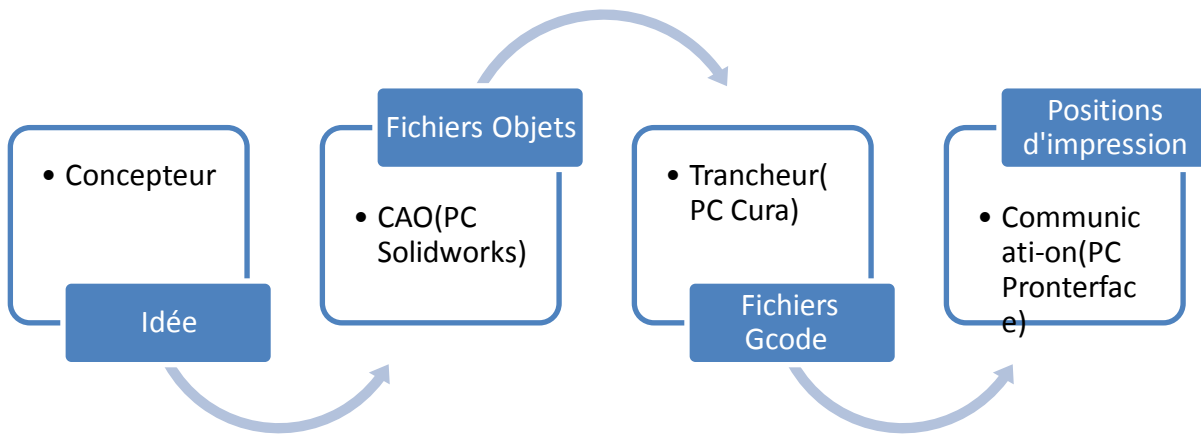 • Concepteur
Idée
Fichiers Objets
• CAO(PC
Solidworks)
• Trancheur(
PC Cura)
Fichiers
Gcode
Positions
d'impression
• Communic
ati-on(PC
Pronterfac
e)